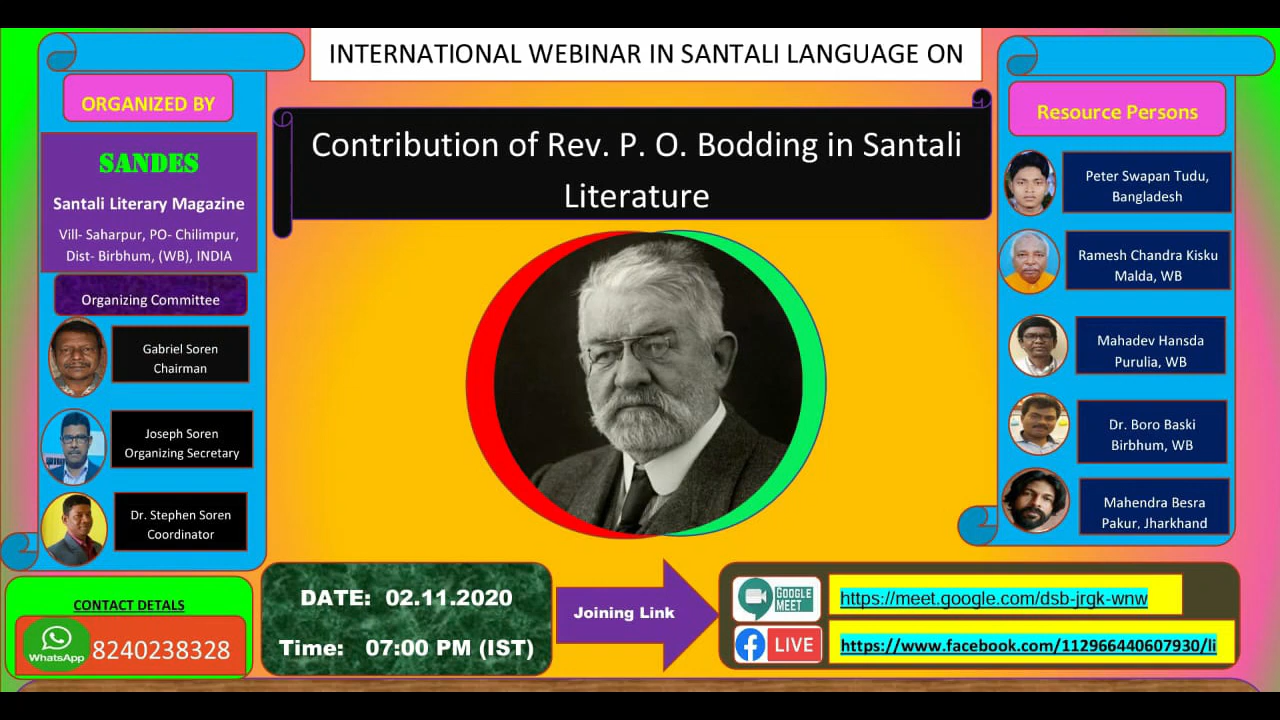 INTERNATIONAL WEBINAR IN SANTALI LANGUAGE ON
Contribution of Rev. P. O. Bodding in Santali
Literature
ORGANIZED BY
SANDES
Santali Literary Magazine
Vill- Saharpur, PO- Chilimpur,
Dist- Birbhum, (WB), INDIA
Organizing Committee
Gabriel Soren
Chairman
Joseph Soren
Organizing Secretary
Dr. Stephen Soren
Coordinator
CONTACT DETALS
WhatsApp
8240238328
Resource Persons
Peter Swapan Tudu,
Bangladesh
Ramesh Chandra Kisku
Malda, WB
Mahadev Hansda
Purulia, WB
Dr. Boro Baski
Birbhum, WB
Mahendra Besra
Pakur, Jharkhand
DATE: 02.11.2020
Time: 07:00 PM (IST)
Joining Link
GOOGLE
MEET
https://meet.google.com/dsb-jrgk-wnw
LIVE
https://www.facebook.com/112966440607930/li